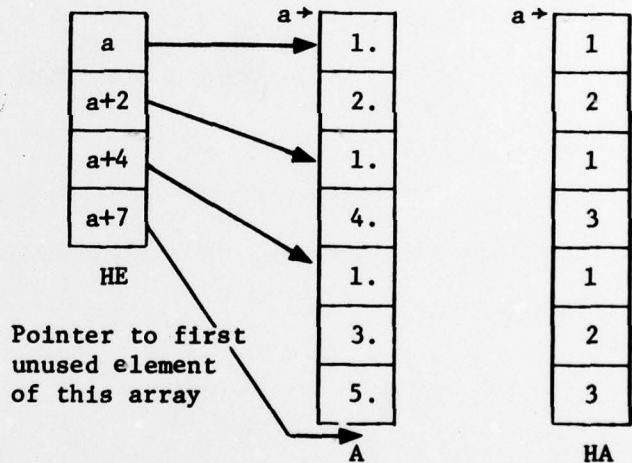 a → a →
a 1. 1
a+2 2. 2
a+4 1. 1
a+7 4. 3
HE 1. 1
Pointer to first 3. 2
unused element
of this array 5. 3
A HA